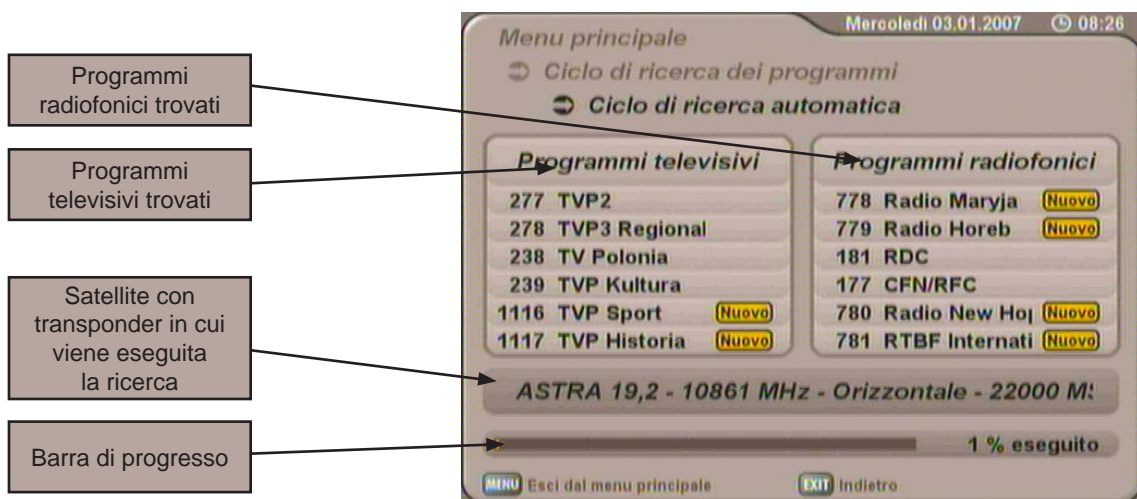 Programmi
radiofonici trovati
Programmi
televisivi trovati
Satellite con
transponder in cui
viene eseguita
la ricerca
Barra di progresso
Mercoledì 03.01.2007 08:26
Menu principale
Ciclo di ricerca dei programmi
Ciclo di ricerca automatica
Programmi televisivi
277 TVP2
278 TVP3 Regional
238 TV Polonia
239 TVP Kultura
1116 TVP Sport Nuovo
1117 TVP Historia Nuovo
Programmi radiofonici
778 Radio Maryja Nuovo
779 Radio Horeb Nuovo
181 RDC
177 CFN/RFC
780 Radio New Ho Nuovo
781 RTBF Internati Nuovo
ASTRA 19,2 - 10861 MHz - Orizzontale - 22000 M
1 % eseguito
MENU Esci dal menu principale
EXIT Indietro